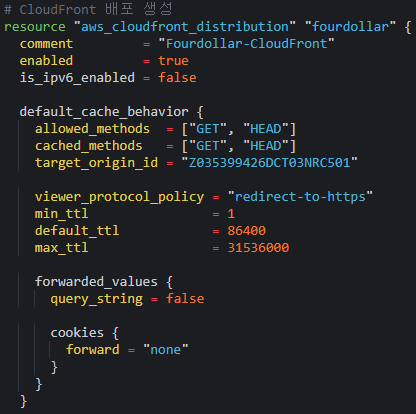 # CloudFront 배포 생성
resource "aws_cloudfront_distribution" "fourdollar" {
  comment         = "Fourdollar-CloudFront"
  enabled         = true
  is_ipv6_enabled = false

  default_cache_behavior {
    allowed_methods  = ["GET", "HEAD"]
    cached_methods   = ["GET", "HEAD"]
    target_origin_id = "Z035399426DCT03NRC501"

    viewer_protocol_policy = "redirect-to-https"
    min_ttl                = 1
    default_ttl            = 86400
    max_ttl                = 31536000

    forwarded_values {
      query_string = false

      cookies {
        forward = "none"
      }
    }
  }